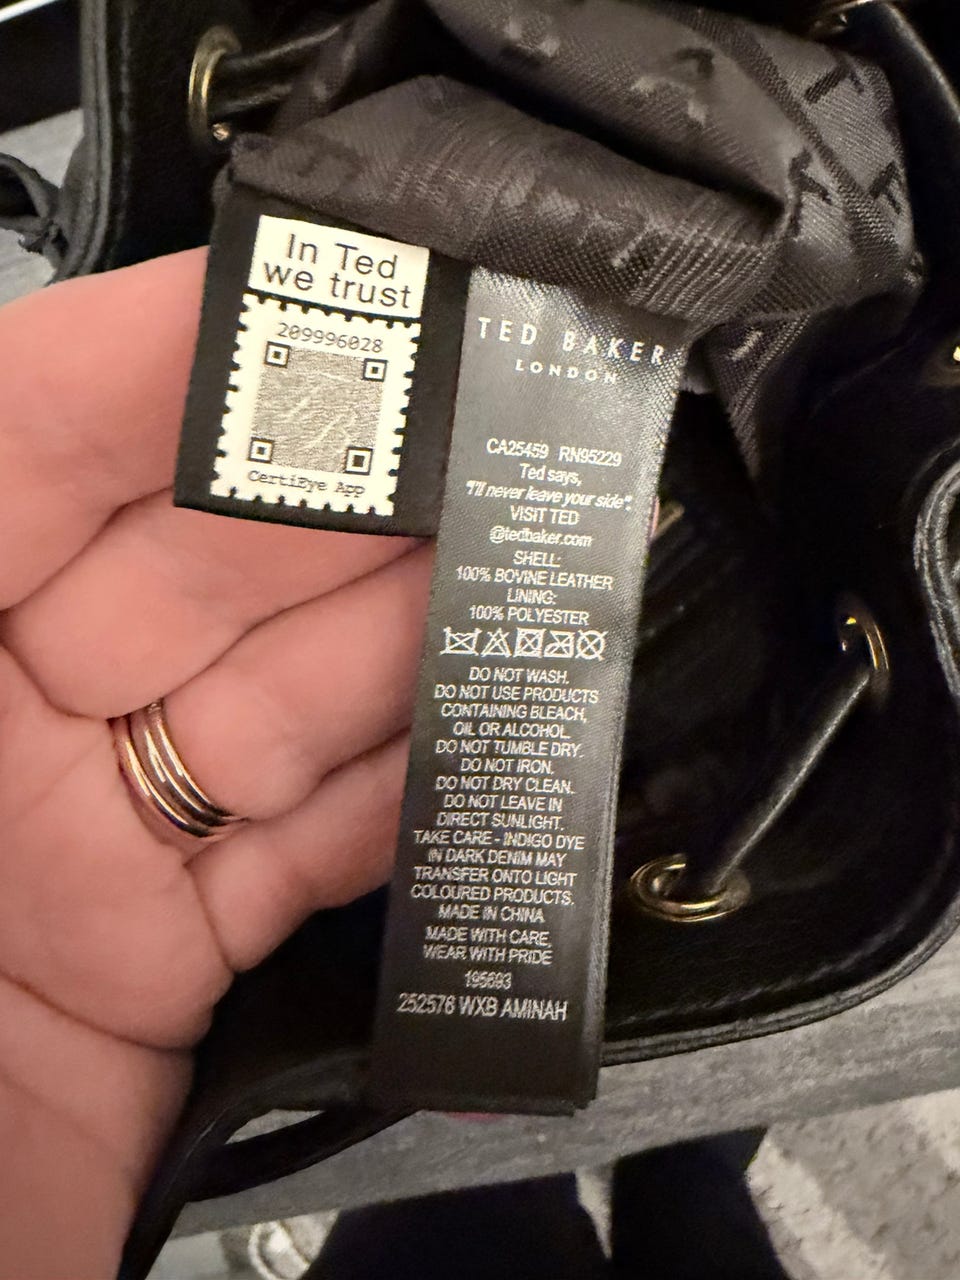 In Ted
we trust
209996028
CertiEye App
TED BAKER
LONDON
CA25459 RN95229
Ted says,
"I'll never leave your side".
VISIT TED
@tedbaker.com
SHELL:
100% BOVINE LEATHER
LINING:
100% POLYESTER
DO NOT WASH.
DO NOT USE PRODUCTS
CONTAINING BLEACH,
OIL OR ALCOHOL.
DO NOT TUMBLE DRY.
DO NOT IRON.
DO NOT DRY CLEAN.
DO NOT LEAVE IN
DIRECT SUNLIGHT.
TAKE CARE - INDIGO DYE
IN DARK DENIM MAY
TRANSFER ONTO LIGHT
COLOURED PRODUCTS.
MADE IN CHINA
MADE WITH CARE,
WEAR WITH PRIDE
195693
252576 WXB AMINAH